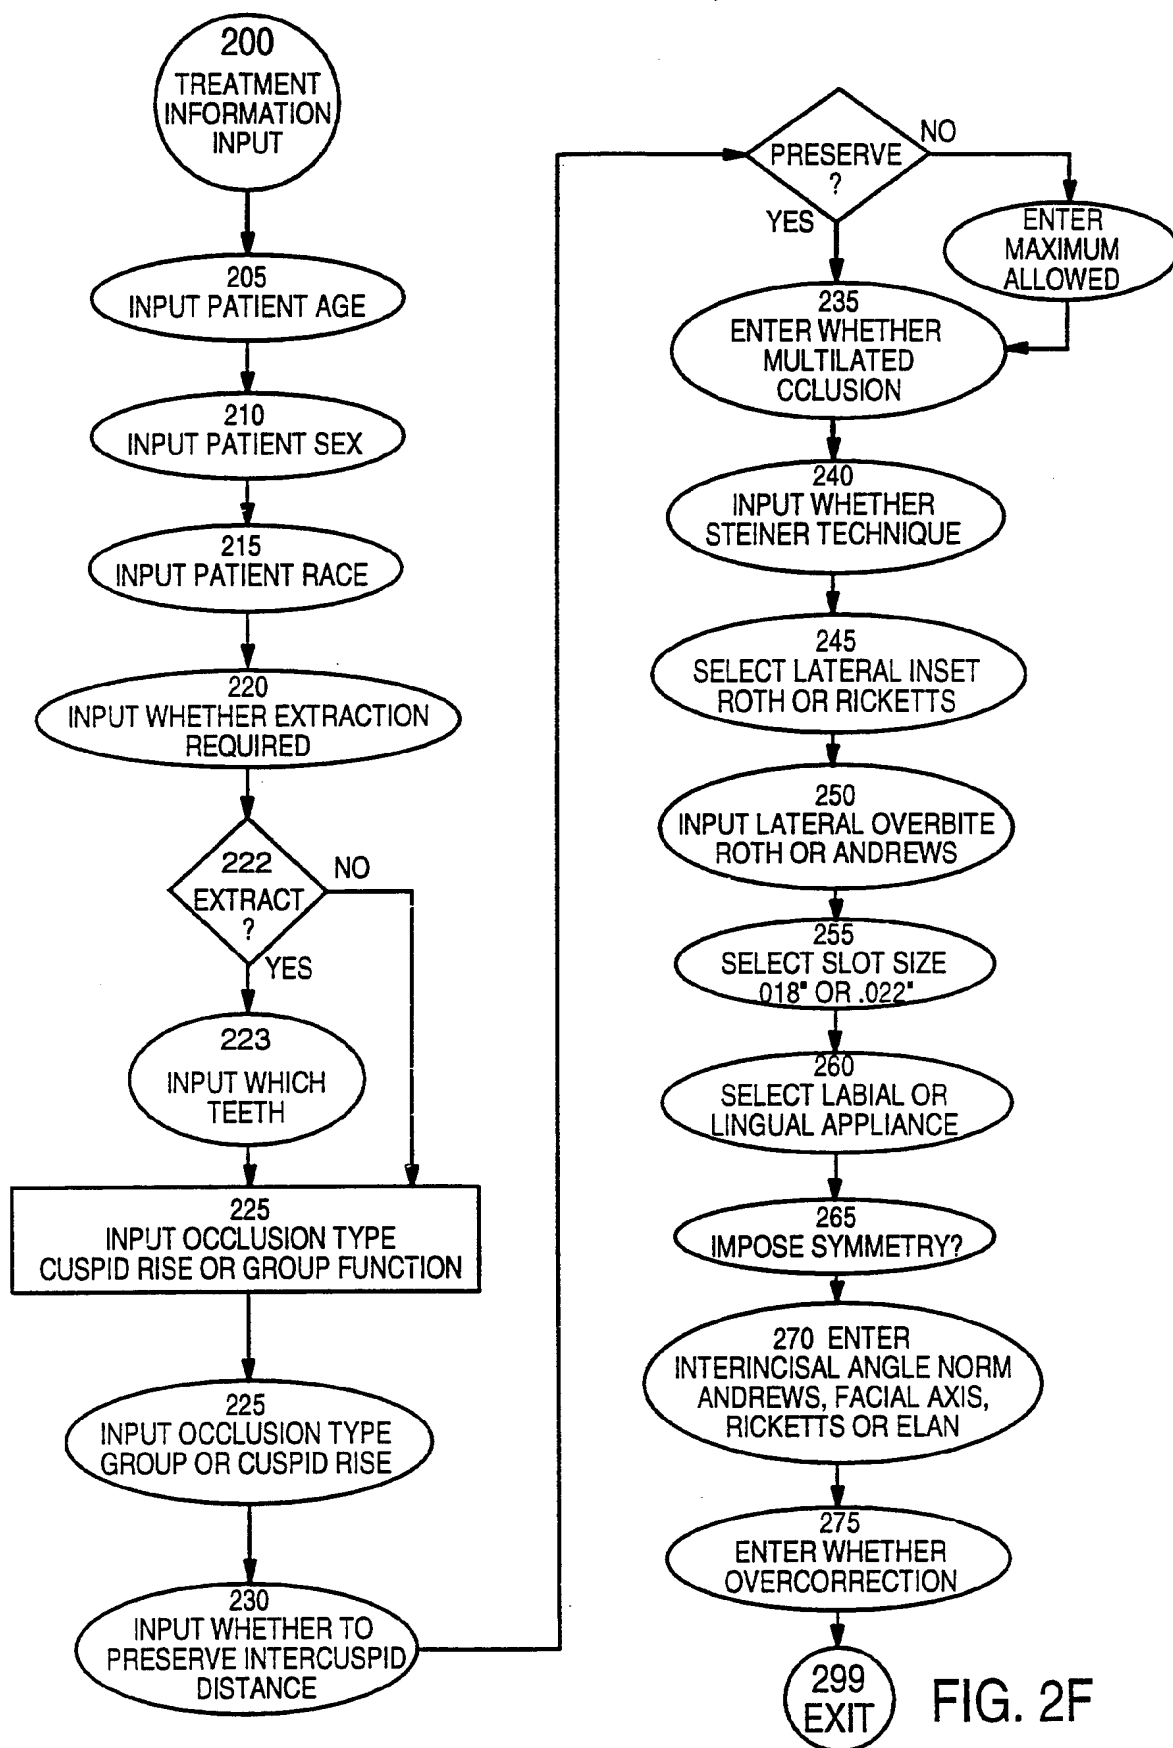 200
TREATMENT
INFORMATION
INPUT
205
INPUT PATIENT AGE
210
INPUT PATIENT SEX
215
INPUT PATIENT RACE
220
INPUT WHETHER EXTRACTION
REQUIRED
222
EXTRACT
?
NO
YES
223
INPUT WHICH
TEETH
225
INPUT OCCLUSION TYPE
CUSPID RISE OR GROUP FUNCTION
225
INPUT OCCLUSION TYPE
GROUP OR CUSPID RISE
230
INPUT WHETHER TO
PRESERVE INTERCUSPID
DISTANCE
PRESERVE
?
NO
YES
ENTER
MAXIMUM
ALLOWED
235
ENTER WHETHER
MULTILATED
CCLUSION
240
INPUT WHETHER
STEINER TECHNIQUE
245
SELECT LATERAL INSET
ROTH OR RICKETTS
250
INPUT LATERAL OVERBITE
ROTH OR ANDREWS
255
SELECT SLOT SIZE
.018" OR .022"
260
SELECT LABIAL OR
LINGUAL APPLIANCE
265
IMPOSE SYMMETRY?
270 ENTER
INTERINCISAL ANGLE NORM
ANDREWS, FACIAL AXIS,
RICKETTS OR ELAN
275
ENTER WHETHER
OVERCORRECTION
299
EXIT
FIG. 2F